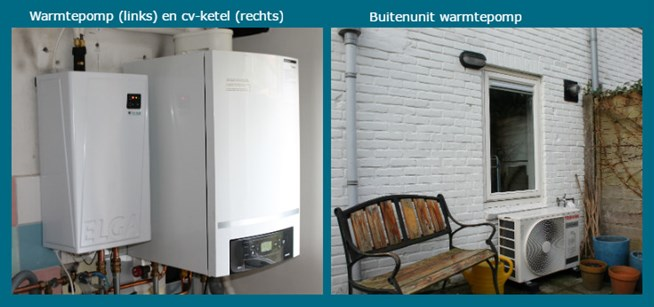 Warmtepomp (links) en cv-ketel (rechts)
Buitenunit warmtepomp
ELGA